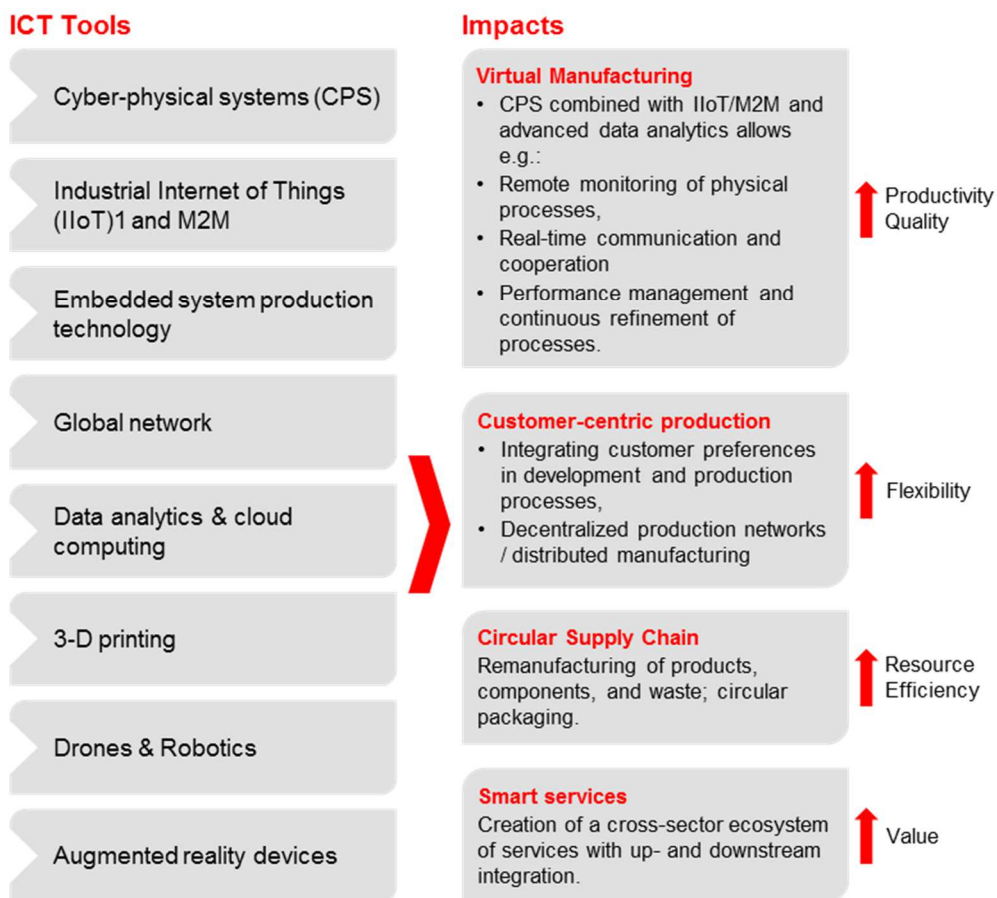 ICT Tools
Cyber-physical systems (CPS)
Industrial Internet of Things
(IIoT)1 and M2M
Embedded system production
technology
Global network
Data analytics & cloud
computing
3-D printing
Drones & Robotics
Augmented reality devices
Impacts
Virtual Manufacturing
• CPS combined with IIoT/M2M and
advanced data analytics allows
e.g.:
• Remote monitoring of physical
processes,
• Real-time communication and
cooperation
• Performance management and
continuous refinement of
processes.
Productivity
Quality
Customer-centric production
• Integrating customer preferences
in development and production
processes,
• Decentralized production networks
/ distributed manufacturing
Flexibility
Circular Supply Chain
Remanufacturing of products,
components, and waste; circular
packaging.
Resource
Efficiency
Smart services
Creation of a cross-sector ecosystem
of services with up- and downstream
integration.
Value